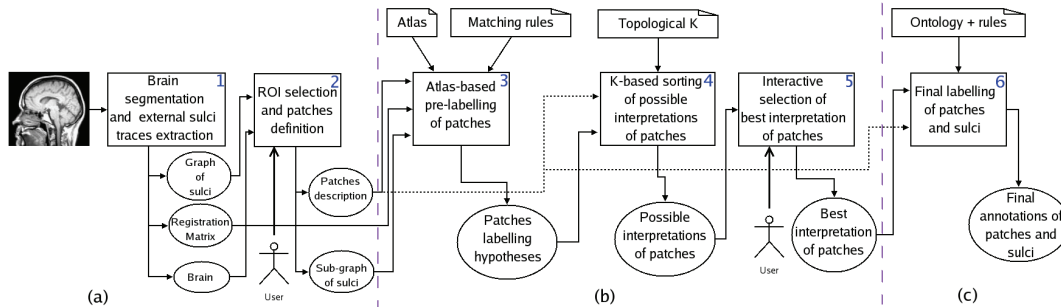 Atlas
Matching rules
Topological K
Ontology + rules
1
Brain
segmentation
and external sulci
traces extraction
2
ROI selection
and patches
definition
3
Atlas-based
pre-labelling
of patches
4
K-based sorting
of possible
interpretations
of patches
5
Interactive
selection of
best interpretation
of patches
6
Final labelling
of patches
and sulci
Graph
of
sulci
Patches
description
Registration
Matrix
Brain
User
Sub-graph
of sulci
Patches
labelling
hypotheses
Possible
interpretations
of patches
User
Best
interpretation
of patches
Final
annotations of
patches and
sulci
(a)
(b)
(c)